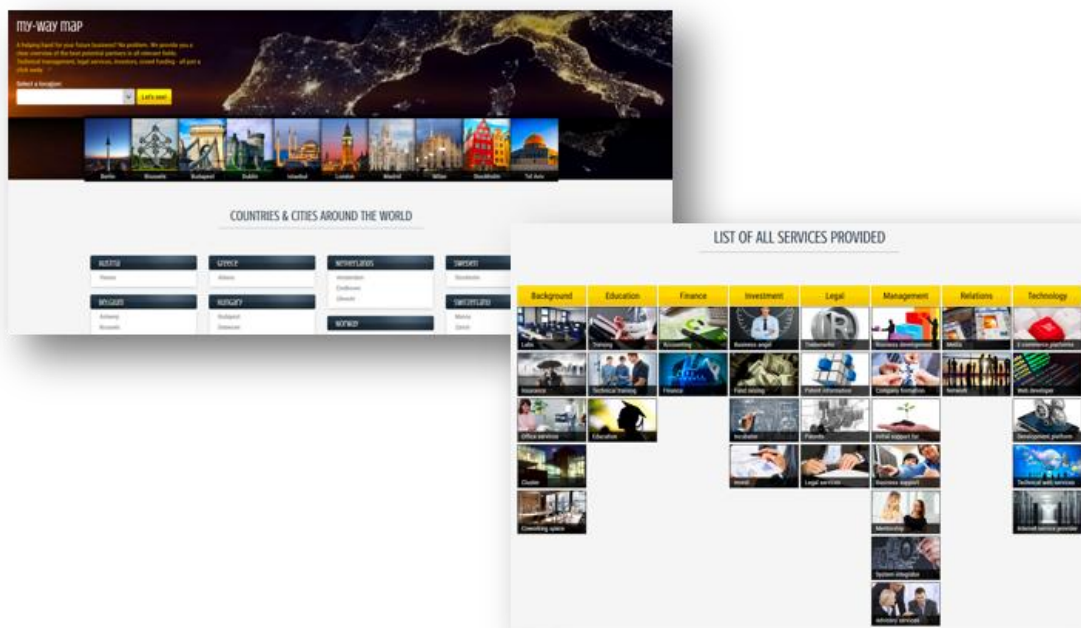 my-way map
A helping hand for your future business? No problem. We provide you a
clear overview of the best potential partners in all relevant fields.
Technical management, legal services, investors, crowd funding - all just a
click away.
Select a location:
Let's see!
Berlin Brussels Budapest Dublin Istanbul London Madrid Milan Stockholm Tel Aviv
COUNTRIES & CITIES AROUND THE WORLD
Austria Greece Netherlands Sweden
Vienna Athens Amsterdam Stockholm
Eindhoven
Utrecht
Belgium Hungary Switzerland
Antwerp Budapest
Brussels Debrecen Norway Zürich
LIST OF ALL SERVICES PROVIDED
Background Education Finance Investment Legal Management Relations Technology
Labs Training Accounting Business angel Trademarks Business development Media E-commerce platforms
Insurance Technical training Finance Fund raising Patent information Company formation Network Web developer
Office services Education Incubator Patents Initial support for Development platform
Cluster Invest Legal services Business support Technical web services
Coworking space Mentorship Internet service provider
System integrator
Advisory services